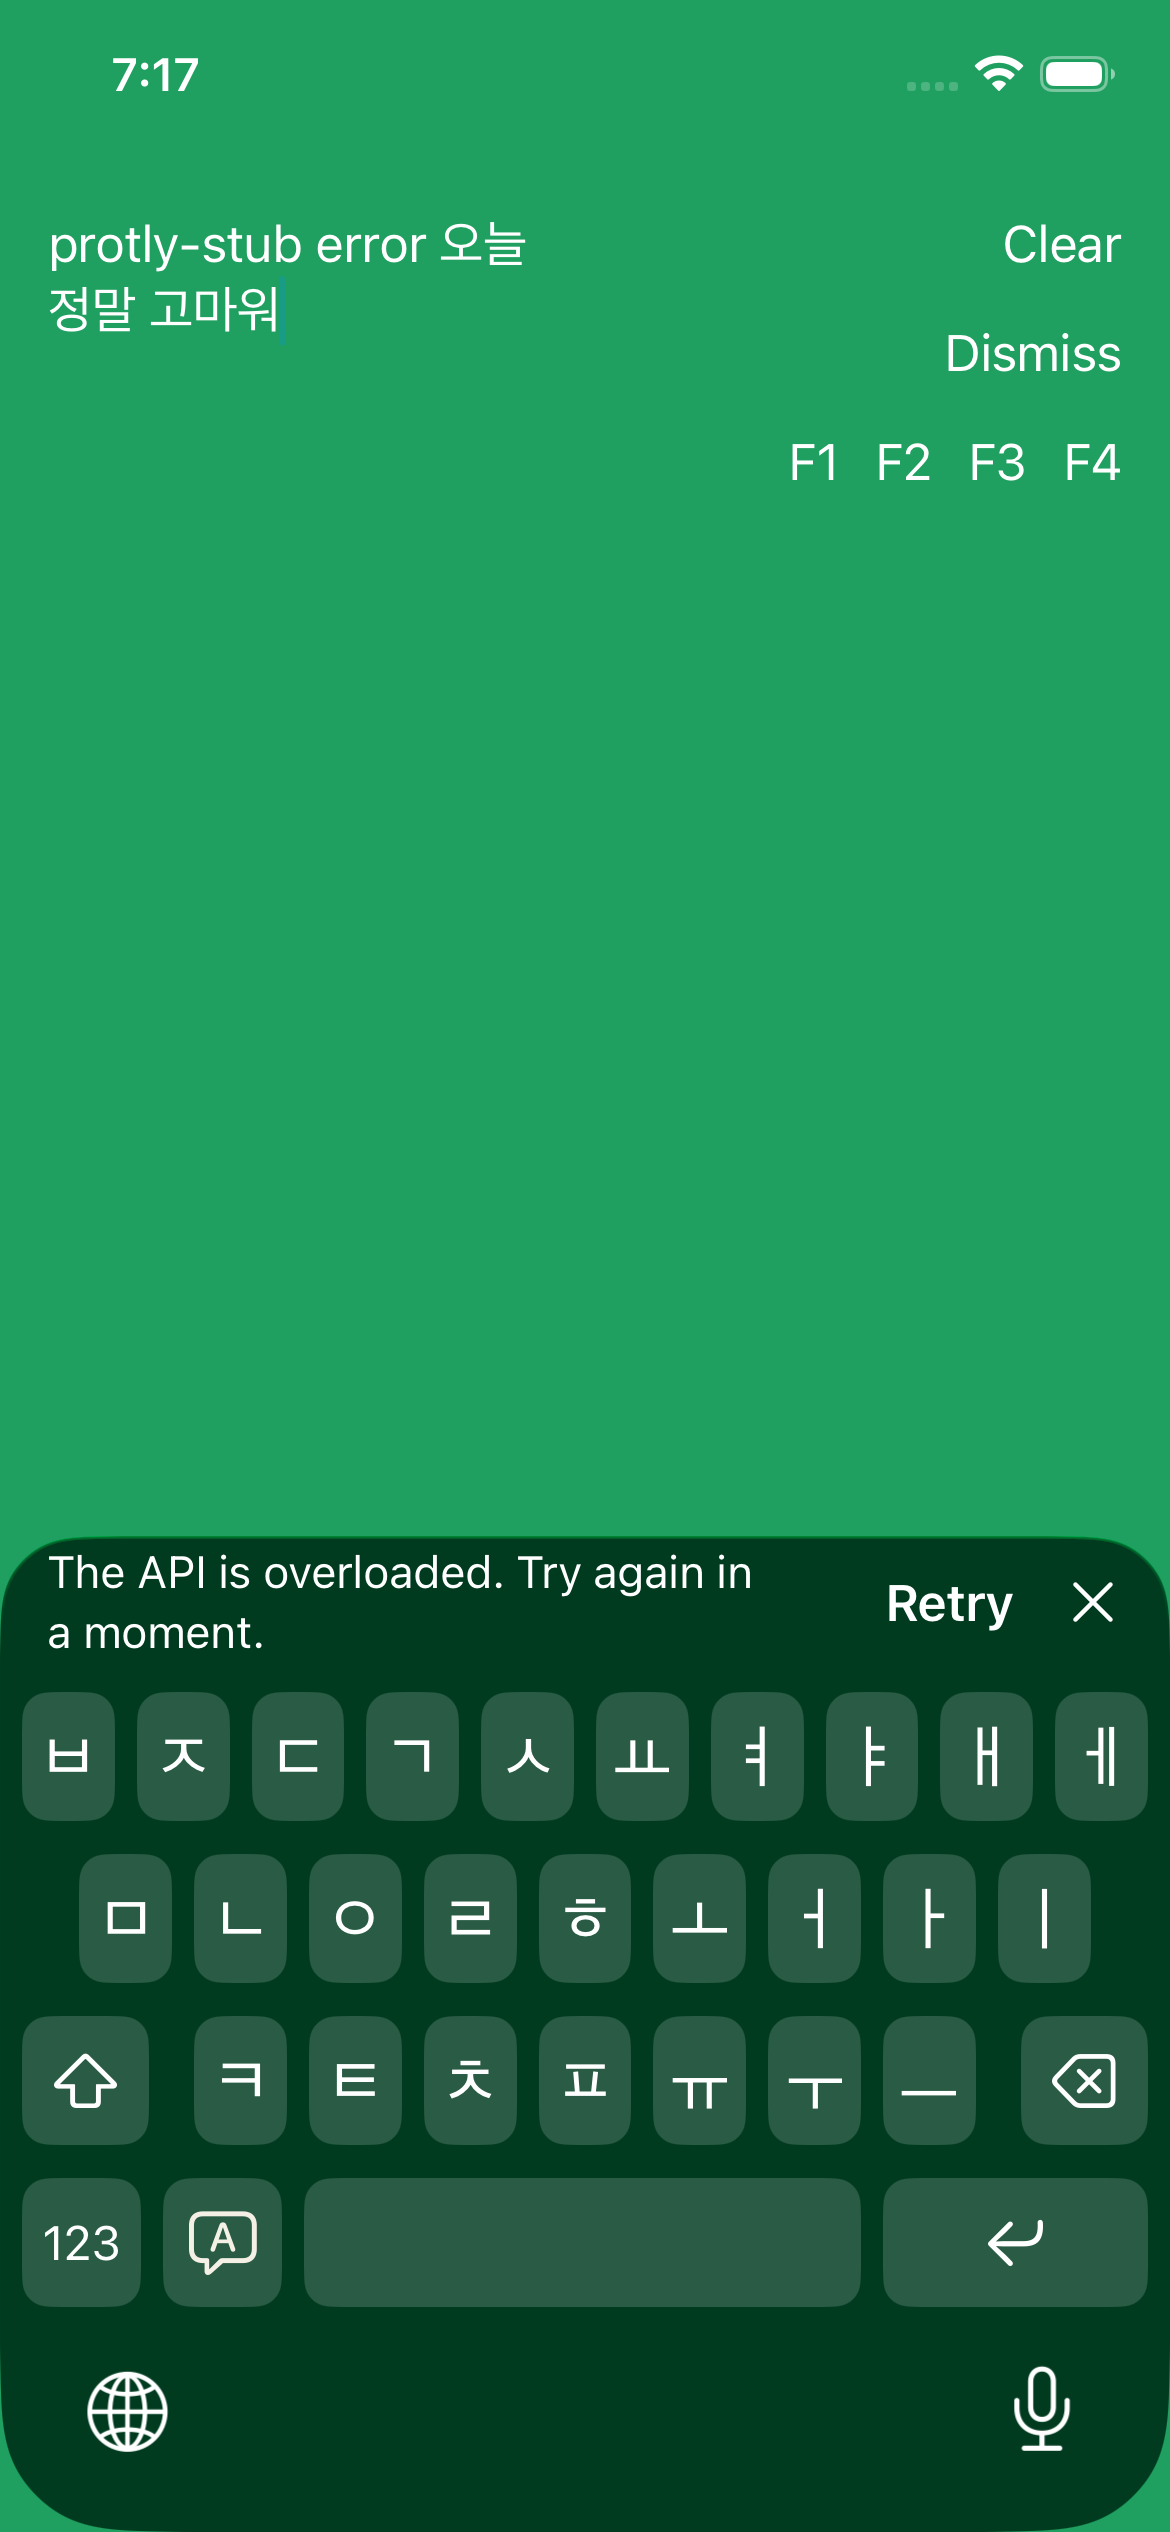 7:17
protly-stub error 오늘
정말 고마워
Clear
Dismiss
F1 F2 F3 F4
The API is overloaded. Try again in
a moment.
Retry
ㅂ ㅈ ㄷ ㄱ ㅅ ㅛ ㅕ ㅑ ㅐ ㅔ
ㅁ ㄴ ㅇ ㄹ ㅎ ㅗ ㅓ ㅏ ㅣ
ㅋ ㅌ ㅊ ㅍ ㅠ ㅜ ㅡ
123 A